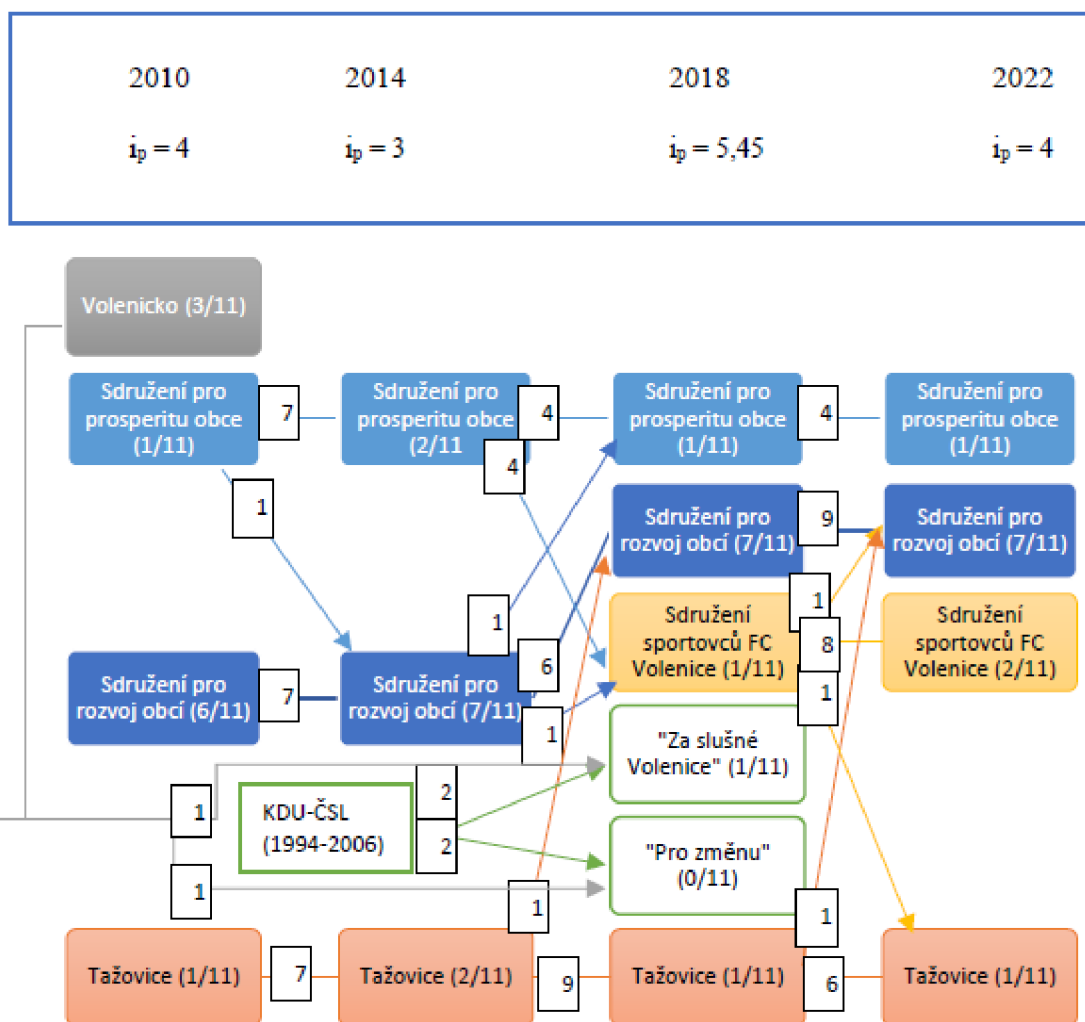 2010 2014 2018 2022
ip = 4 ip = 3 ip = 5,45 ip = 4
Volenicko (3/11)
Sdružení pro
prosperitu obce
(1/11)
7
Sdružení pro
prosperitu obce
(2/11
4
4
Sdružení pro
prosperitu obce
(1/11)
4
Sdružení pro
prosperitu obce
(1/11)
1
Sdružení pro
rozvoj obcí (7/11)
9
Sdružení pro
rozvoj obcí (7/11)
1
Sdružení
sportovců FC
Volenice (1/11)
1
8
1
Sdružení
sportovců FC
Volenice (2/11)
Sdružení pro
rozvoj obcí (6/11)
7
Sdružení pro
rozvoj obcí (7/11)
6
1
"Za slušné
Volenice" (1/11)
1
KDU-ČSL
(1994-2006)
2
2
"Pro změnu"
(0/11)
1
1
1
Tažovice (1/11)
7
Tažovice (2/11)
9
Tažovice (1/11)
6
Tažovice (1/11)